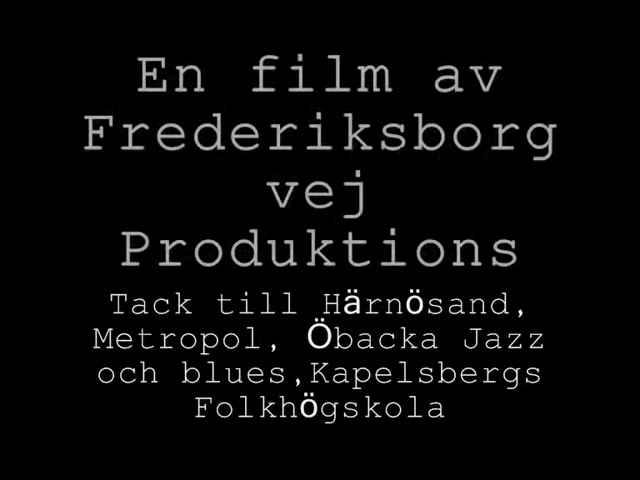 En film av
Frederiksborg
vej
Produktions
Tack till Härnösand,
Metropol, Öbacka Jazz
och blues,Kapelsbergs
Folkhögskola